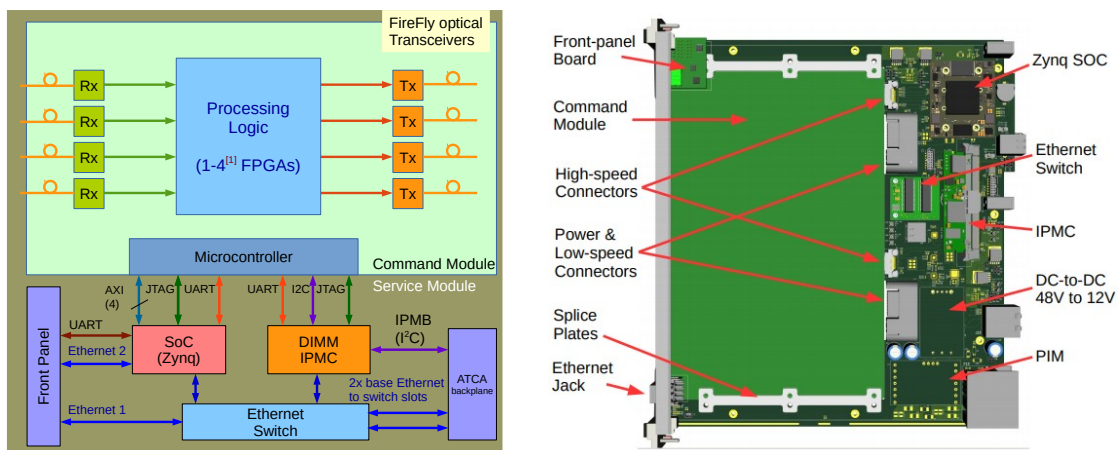 FireFly optical
Transceivers
Rx
Rx
Rx
Rx
Processing
Logic
(1-4[1] FPGAs)
Tx
Tx
Tx
Tx
Microcontroller
Command Module
Service Module
AXI
(4)
JTAG
UART
UART
I2C
JTAG
Front Panel
UART
Ethernet 2
Ethernet 1
SoC
(Zynq)
DIMM
IPMC
IPMB
(I2C)
ATCA
backplane
2x base Ethernet
to switch slots
Ethernet
Switch
Front-panel
Board
Command
Module
High-speed
Connectors
Power &
Low-speed
Connectors
Splice
Plates
Ethernet
Jack
Zynq SOC
Ethernet
Switch
IPMC
DC-to-DC
48V to 12V
PIM